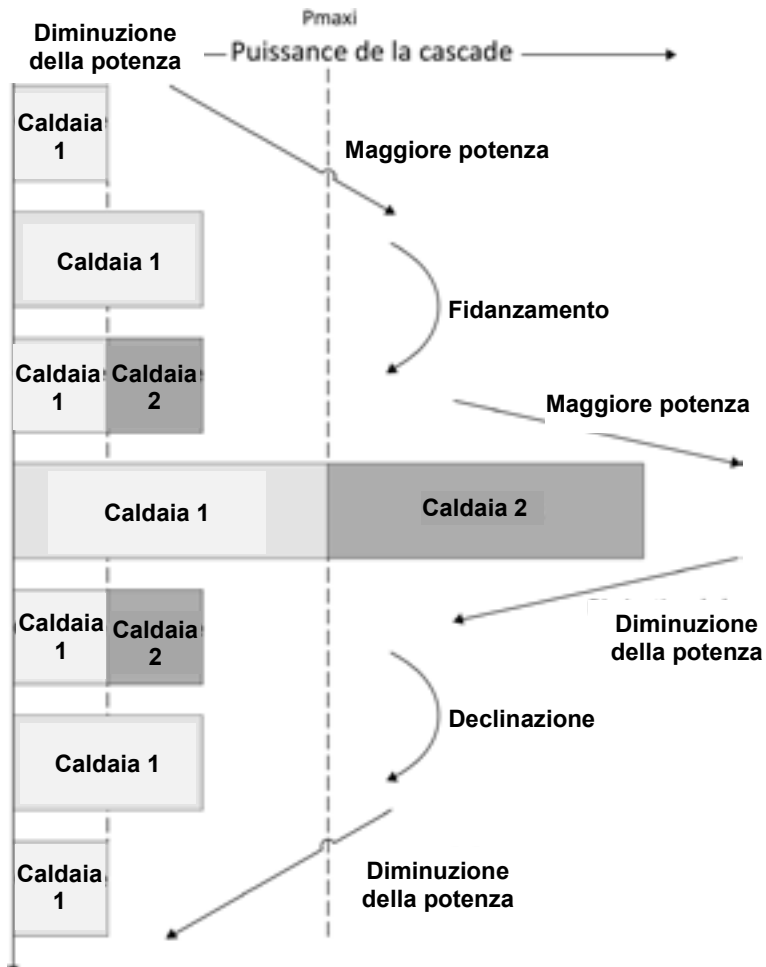 Pmaxi
Diminuzione
della potenza
Puissance de la cascade
Caldaia
1
Maggiore potenza
Caldaia 1
Fidanzamento
Caldaia
1
Caldaia
2
Maggiore potenza
Caldaia 1
Caldaia 2
Caldaia
1
Caldaia
2
Diminuzione
della potenza
Declinazione
Caldaia 1
Caldaia
1
Diminuzione
della potenza